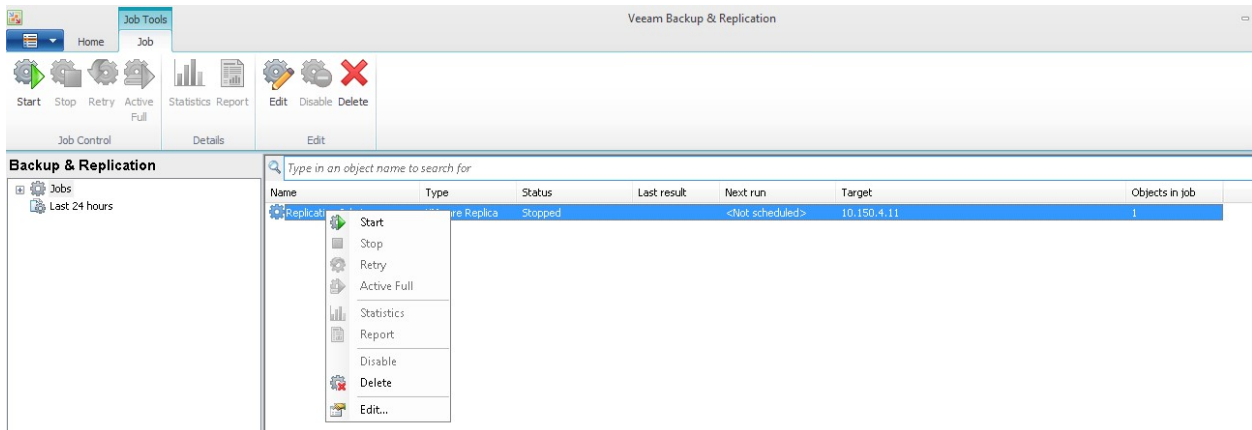 Job Tools
Veeam Backup & Replication
Home
Job
Start
Stop
Retry
Active Full
Statistics
Report
Edit
Disable
Delete
Job Control
Details
Edit
Backup & Replication
Jobs
Last 24 hours
Type in an object name to search for
Name Type Status Last result Next run Target Objects in job
Stopped <Not scheduled> 10.150.4.11 1
Replica
Start
Stop
Retry
Active Full
Statistics
Report
Disable
Delete
Edit...